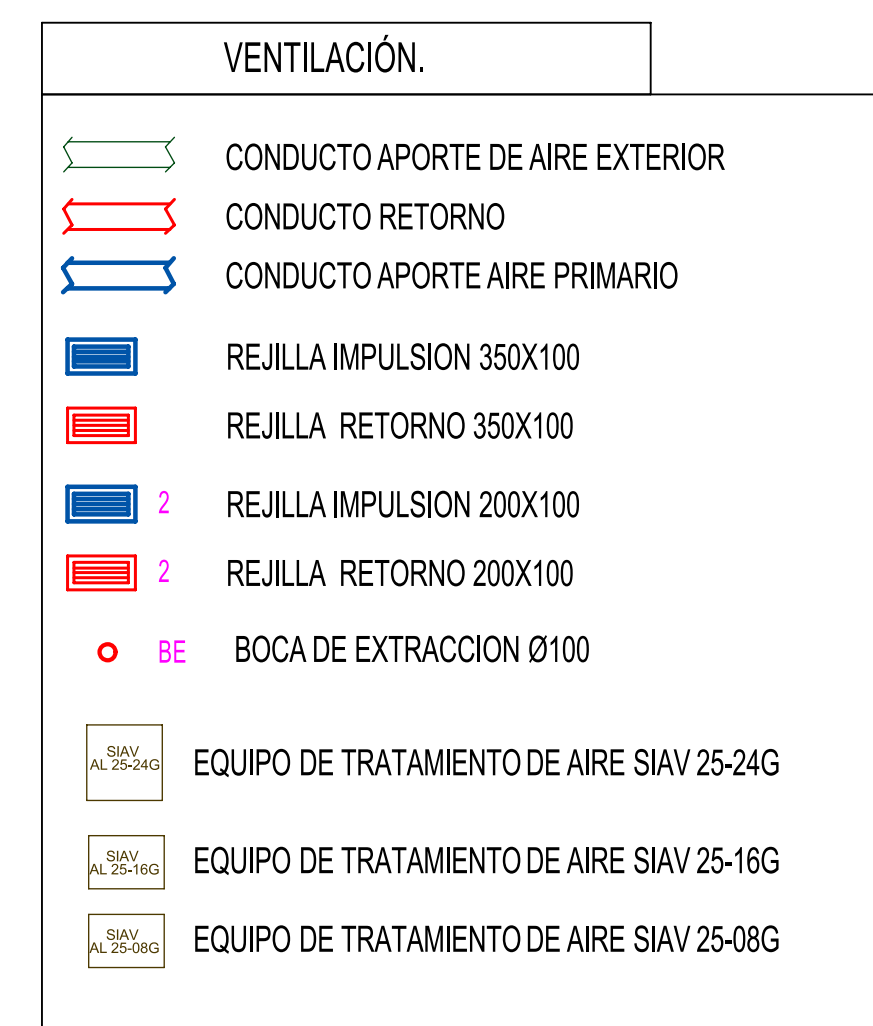 VENTILACIÓN.
CONDUCTO APORTE DE AIRE EXTERIOR
CONDUCTO RETORNO
CONDUCTO APORTE AIRE PRIMARIO
REJILLA IMPULSION 350X100
REJILLA RETORNO 350X100
2 REJILLA IMPULSION 200X100
2 REJILLA RETORNO 200X100
BE BOCA DE EXTRACCION Ø100
SIAV
AL 25-24G
EQUIPO DE TRATAMIENTO DE AIRE SIAV 25-24G
SIAV
AL 25-16G
EQUIPO DE TRATAMIENTO DE AIRE SIAV 25-16G
SIAV
AL 25-08G
EQUIPO DE TRATAMIENTO DE AIRE SIAV 25-08G